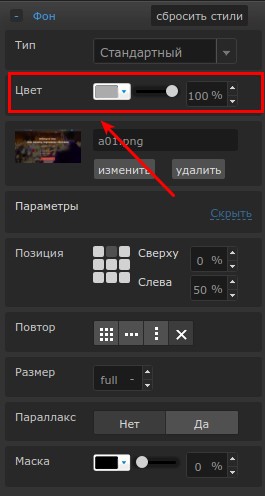 Фон
сбросить стили
Тип
Стандартный
Цвет
100 %
a01.png
изменить
удалить
Параметры
Скрыть
Позиция
Сверху
0 %
Слева
50 %
Повтор
Размер
full -
Параллакс
Нет
Да
Маска
0 %